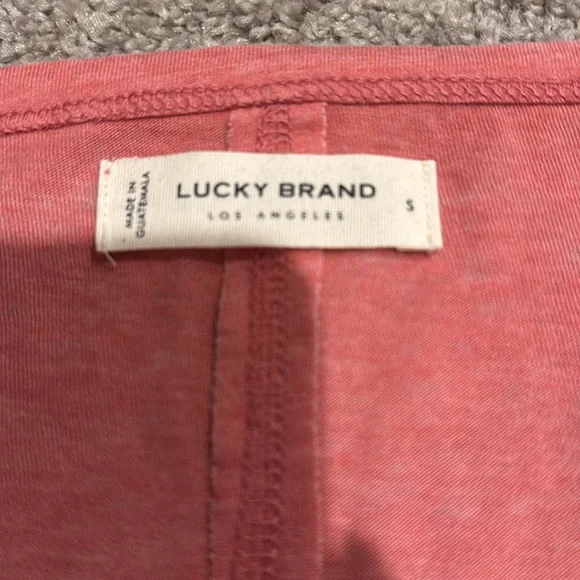 MADE IN
GUATEMALA
LUCKY BRAND
LOS ANGELES
S